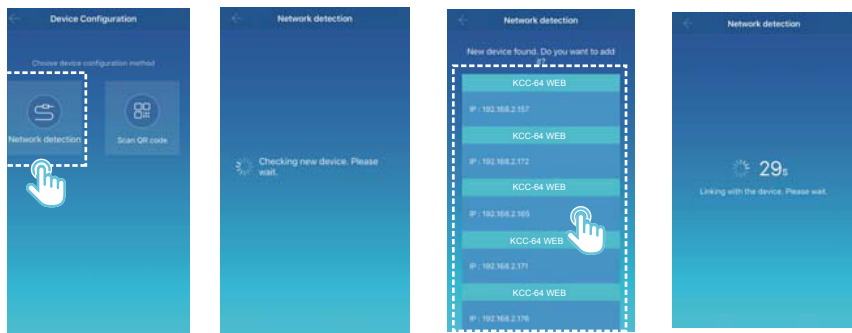 Device Configuration
Choose device configuration method
Network detection
Scan QR code
Network detection
Checking new device. Please
wait.
Network detection
New device found. Do you want to add
it?
KCC-64 WEB
IP : 192.168.2.157
KCC-64 WEB
IP : 192.168.2.172
KCC-64 WEB
IP : 192.168.2.165
KCC-64 WEB
IP : 192.168.2.171
KCC-64 WEB
IP : 192.168.2.176
Network detection
29s
Linking with the device. Please wait.